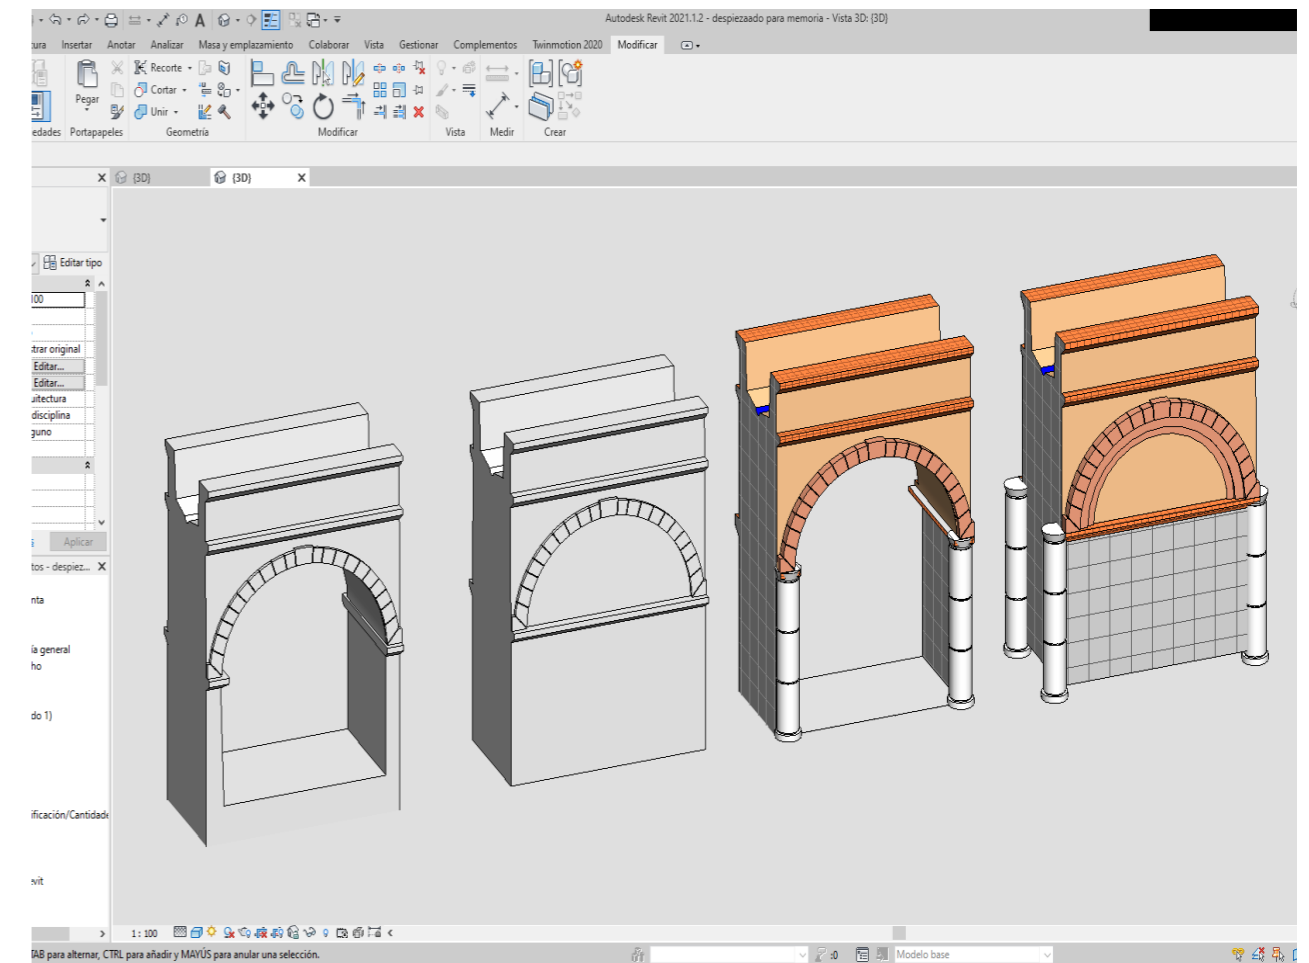 Autodesk Revit 2021.1.2 - despiezaado para memoria - Vista 3D: {3D}
Insertar Anotar Analizar Masa y emplazamiento Colaborar Vista Gestionar Complementos Twinmotion 2020 Modificar
Recorte
Cortar
Pegar
Unir
edades Portapapeles Geometría Modificar Vista Medir Crear
X {3D} {3D} X
Editar tipo
100
strar original
Editar...
Editar...
uitectura
disciplina
guno
Aplicar
tos - despiez... X
nta
ía general
ho
do 1)
ificación/Cantidade
evit
1 : 100
TAB para alternar, CTRL para añadir y MAYÚS para anular una selección.
:0 Modelo base